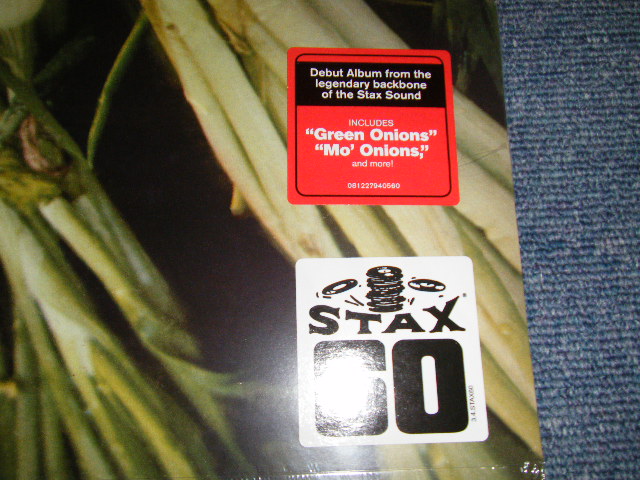 Debut Album from the
legendary backbone
of the Stax Sound
INCLUDES
"Green Onions"
"Mo' Onions,"
and more!
081227940560
STAX®
60